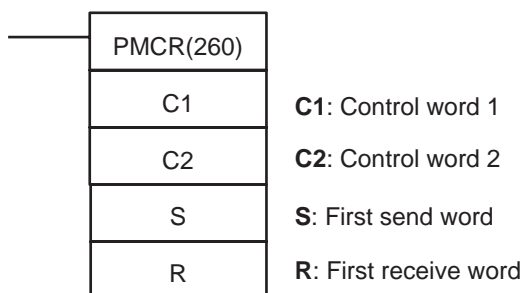 PMCR(260)
C1 C1: Control word 1
C2 C2: Control word 2
S S: First send word
R R: First receive word